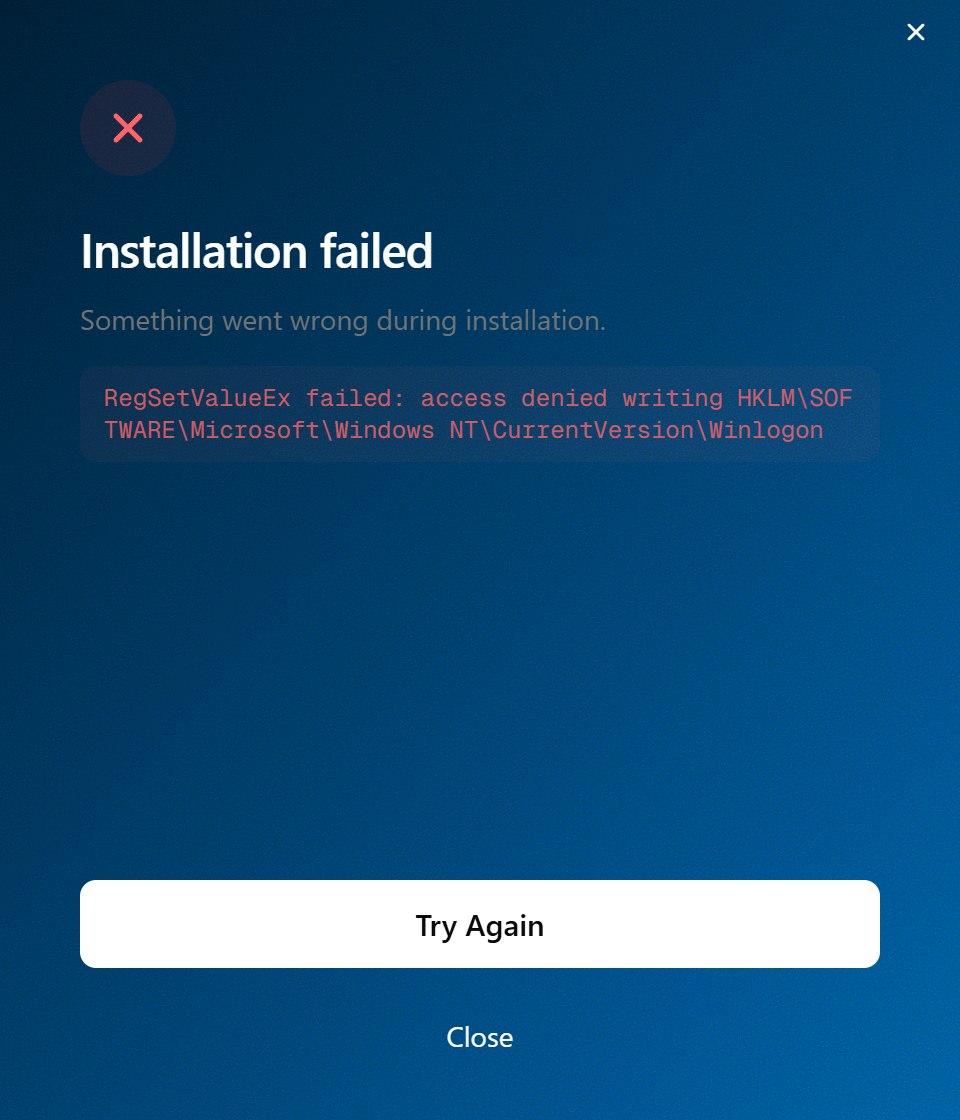 Installation failed
Something went wrong during installation.
RegSetValueEx failed: access denied writing HKLM\SOF
TWARE\Microsoft\Windows NT\CurrentVersion\Winlogon
Try Again
Close